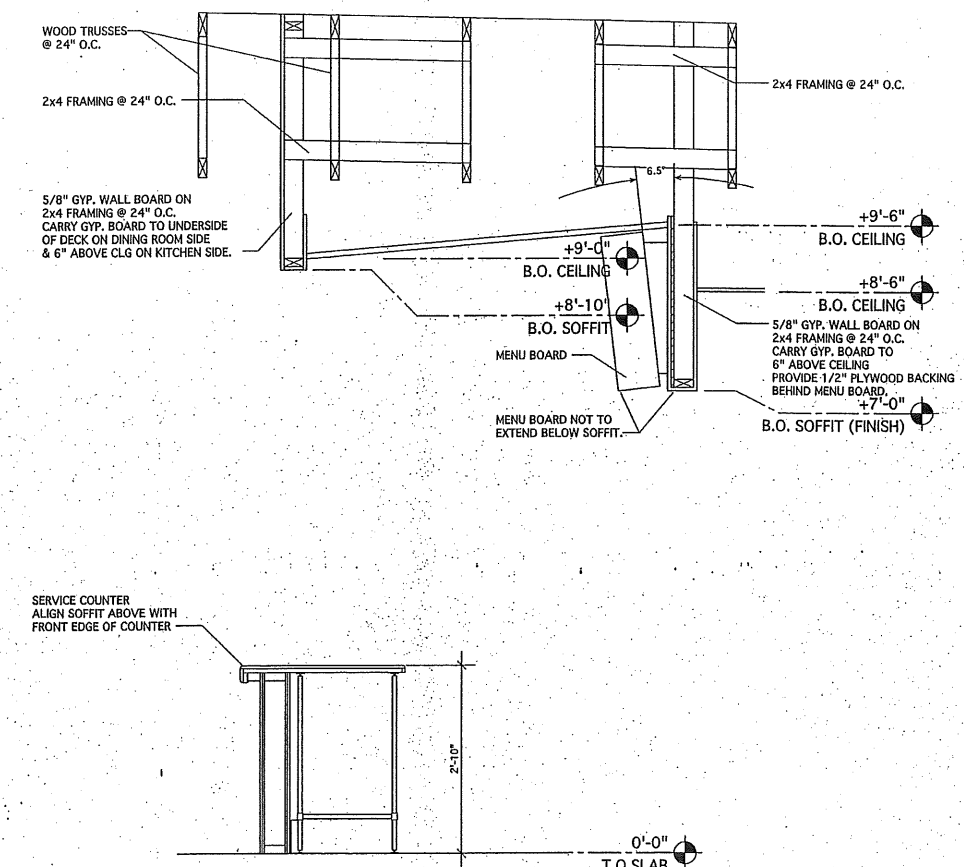 WOOD TRUSSES
@ 24" O.C.
2x4 FRAMING @ 24" O.C.
2x4 FRAMING @ 24" O.C.
6.5°
5/8" GYP. WALL BOARD ON
2x4 FRAMING @ 24" O.C.
CARRY GYP. BOARD TO UNDERSIDE
OF DECK ON DINING ROOM SIDE
& 6" ABOVE CLG ON KITCHEN SIDE.
+9'-6"
B.O. CEILING
+9'-0"
B.O. CEILING
+8'-6"
B.O. CEILING
+8'-10"
B.O. SOFFIT
5/8" GYP. WALL BOARD ON
2x4 FRAMING @ 24" O.C.
CARRY GYP. BOARD TO
6" ABOVE CEILING
PROVIDE 1/2" PLYWOOD BACKING
BEHIND MENU BOARD.
MENU BOARD
+7'-0"
B.O. SOFFIT (FINISH)
MENU BOARD NOT TO
EXTEND BELOW SOFFIT.
SERVICE COUNTER
ALIGN SOFFIT ABOVE WITH
FRONT EDGE OF COUNTER
2'-10"
0'-0"
T.O SLAB